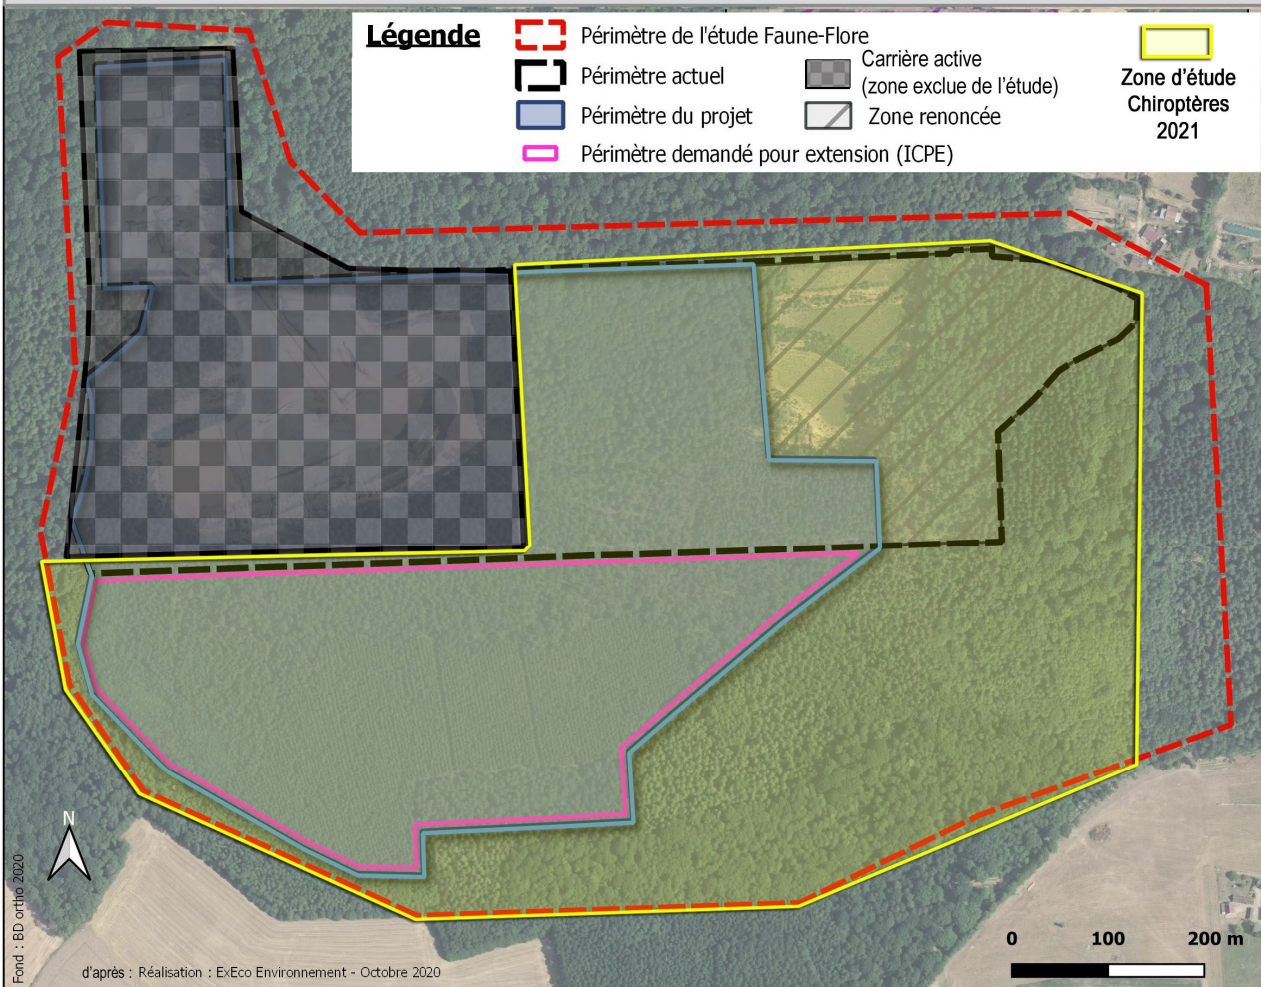 Légende
Périmètre de l'étude Faune-Flore
Périmètre actuel
Périmètre du projet
Périmètre demandé pour extension (ICPE)
Carrière active
(zone exclue de l'étude)
Zone renoncée
Zone d'étude
Chiroptères
2021
N
Fond : BD ortho 2020
d'après : Réalisation : ExEco Environnement - Octobre 2020
0 100 200 m